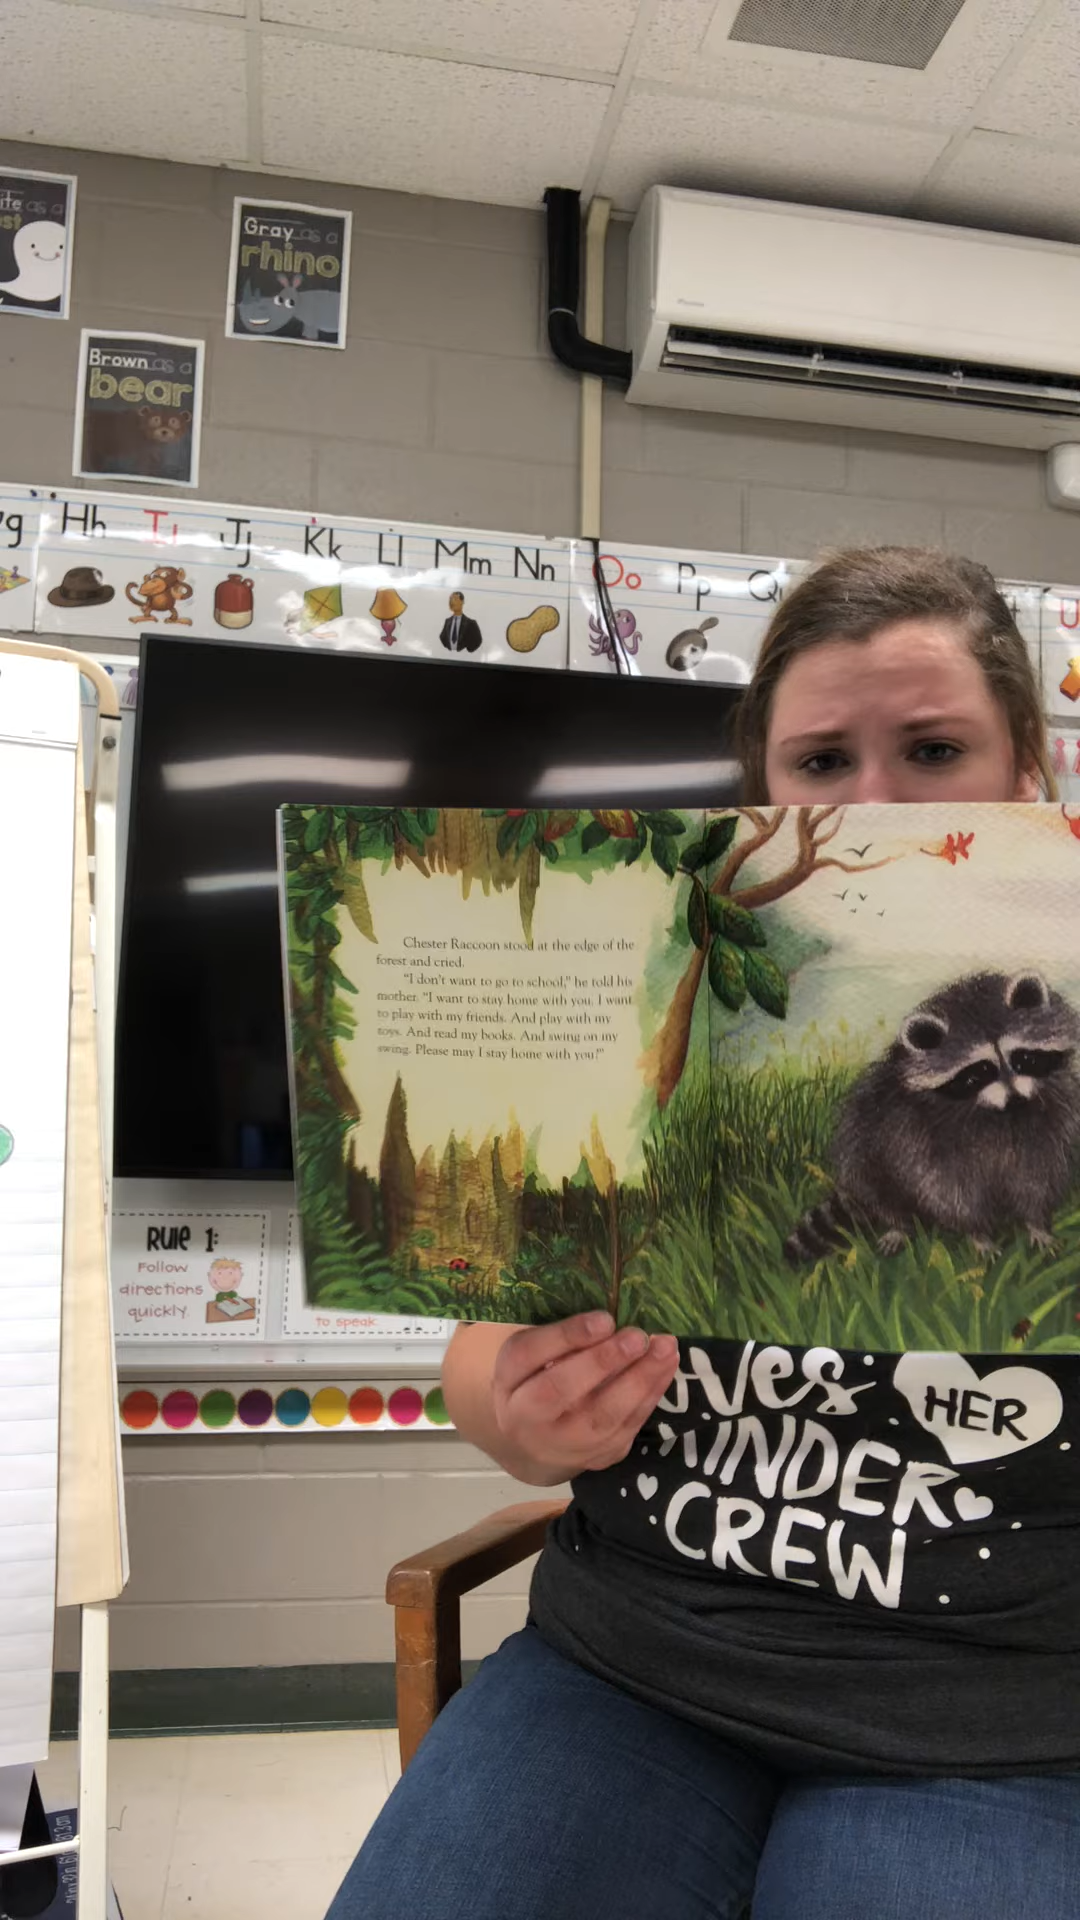 Gray as a
rhino
Brown as a
bear
Hh Ii Jj Kk Ll Mm Nn Oo Pp
Chester Raccoon stood at the edge of the
forest and cried.
"I don't want to go to school," he told his
mother. "I want to stay home with you. I want
to play with my friends. And play with my
toys. And read my books. And swing on my
swing. Please may I stay home with you?"
Rule 1:
Follow
directions
quickly.
to speak.
HER
CREW